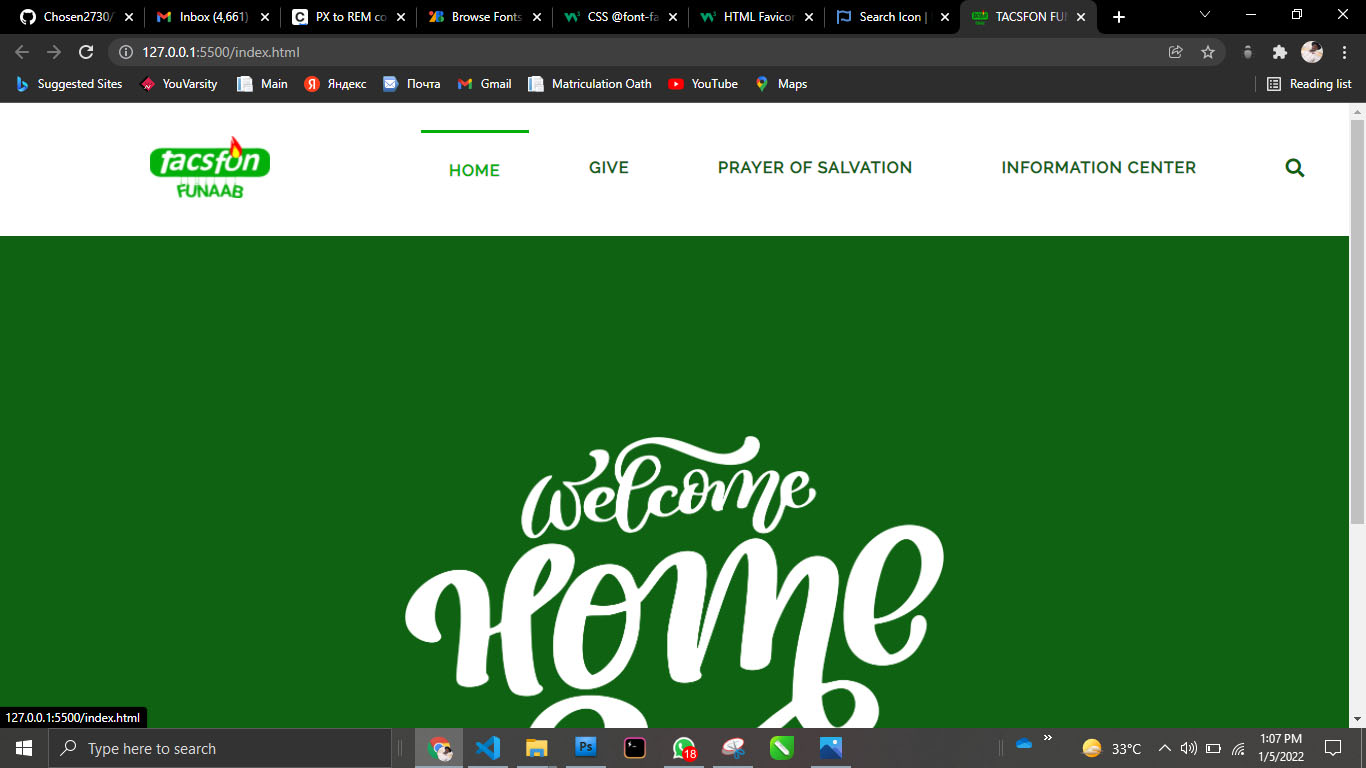 Chosen2730/
Inbox (4,661)
PX to REM co
Browse Fonts
CSS @font-fa
HTML Favicon
Search Icon |
TACSFON FUN
127.0.0.1:5500/index.html
Suggested Sites
YouVarsity
Main
Яндекс
Почта
Gmail
Matriculation Oath
YouTube
Maps
Reading list
tacsfon
FUNAAB
HOME
GIVE
PRAYER OF SALVATION
INFORMATION CENTER
welcome
Home
127.0.0.1:5500/index.html
Type here to search
Ps
18
33°C
1:07 PM
1/5/2022